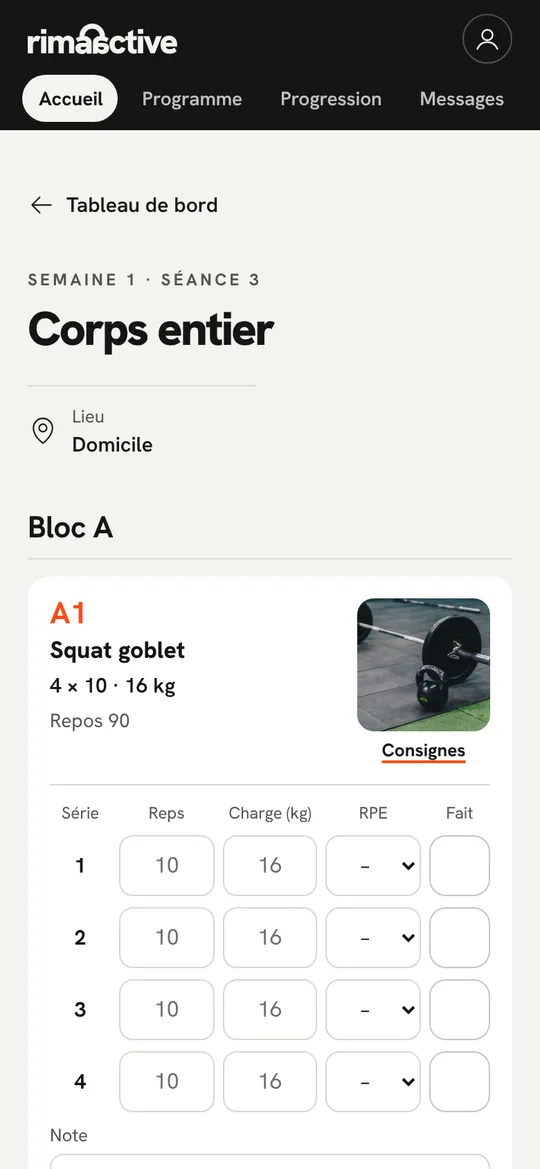 rimaactive
Accueil Programme Progression Messages
Tableau de bord
SEMAINE 1 · SÉANCE 3
Corps entier
Lieu
Domicile
Bloc A
A1
Squat goblet
4 × 10 · 16 kg
Repos 90
Consignes
Série Reps Charge (kg) RPE Fait
1 10 16 –
2 10 16 –
3 10 16 –
4 10 16 –
Note